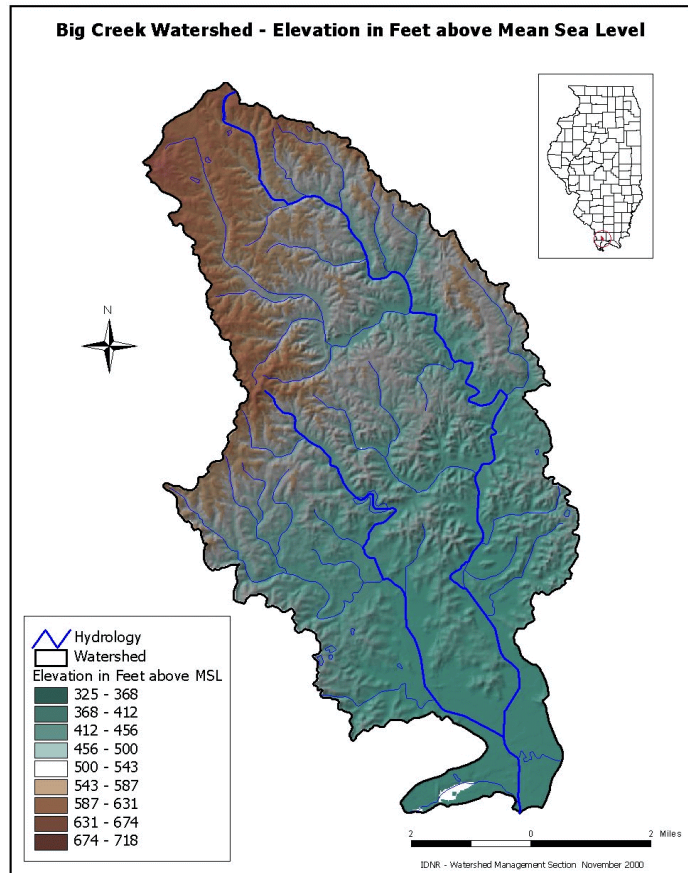 Big Creek Watershed - Elevation in Feet above Mean Sea Level
N
Hydrology
Watershed
Elevation in Feet above MSL
325 - 368
368 - 412
412 - 456
456 - 500
500 - 543
543 - 587
587 - 631
631 - 674
674 - 718
2 0 2 Miles
IDNR - Watershed Management Section November 2000